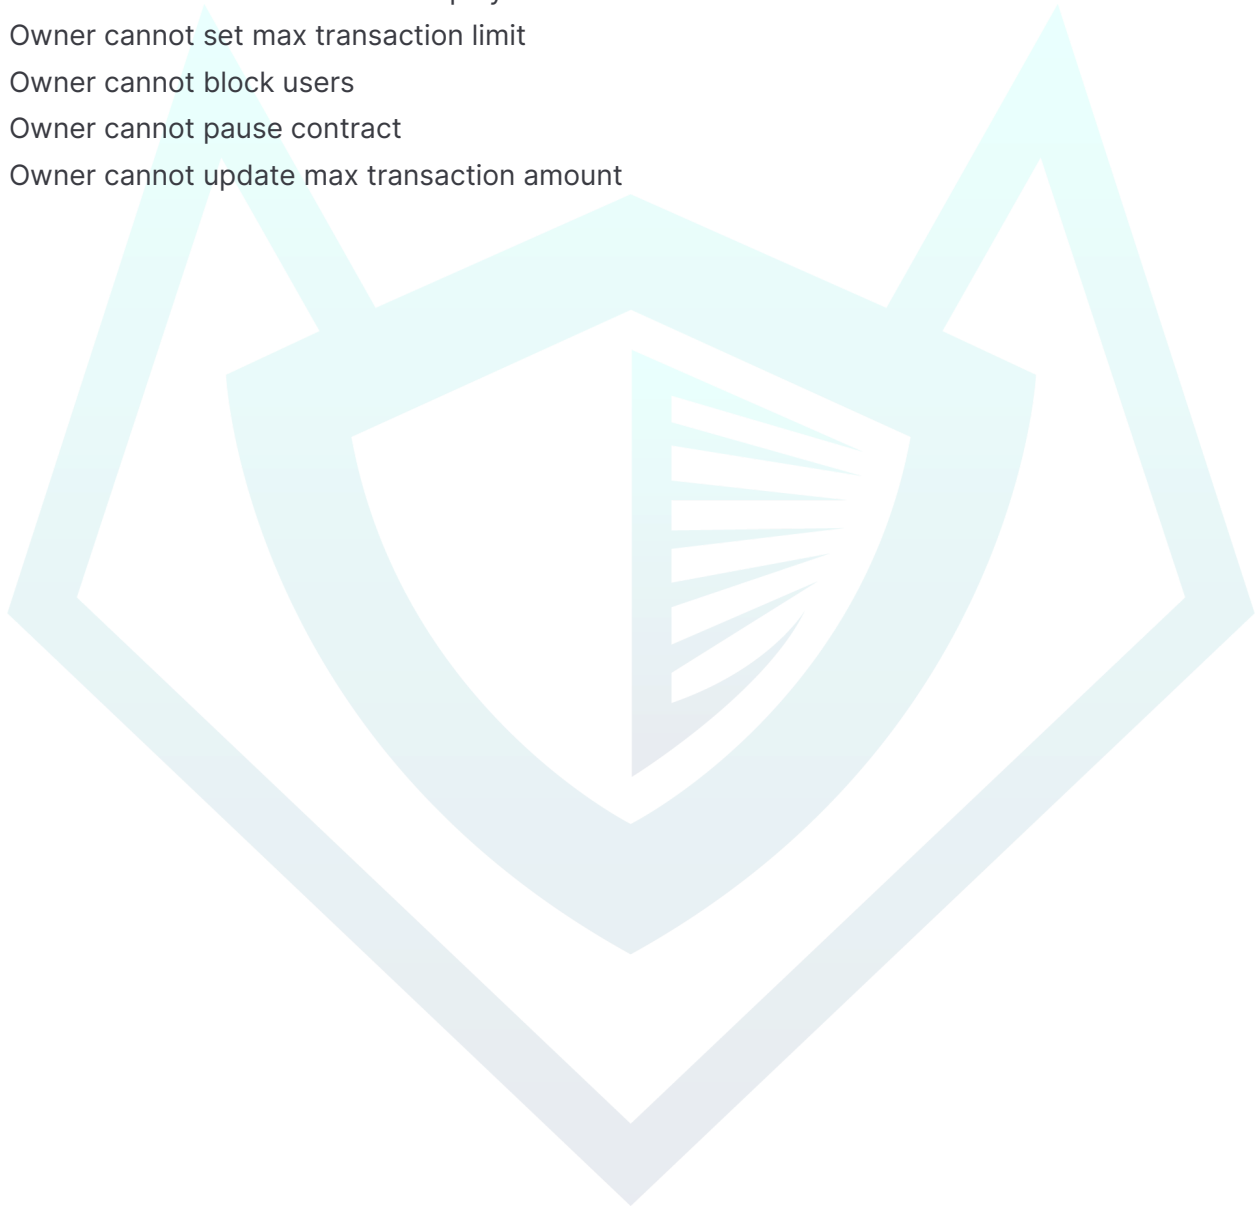 Owner cannot set max transaction limit
Owner cannot block users
Owner cannot pause contract
Owner cannot update max transaction amount